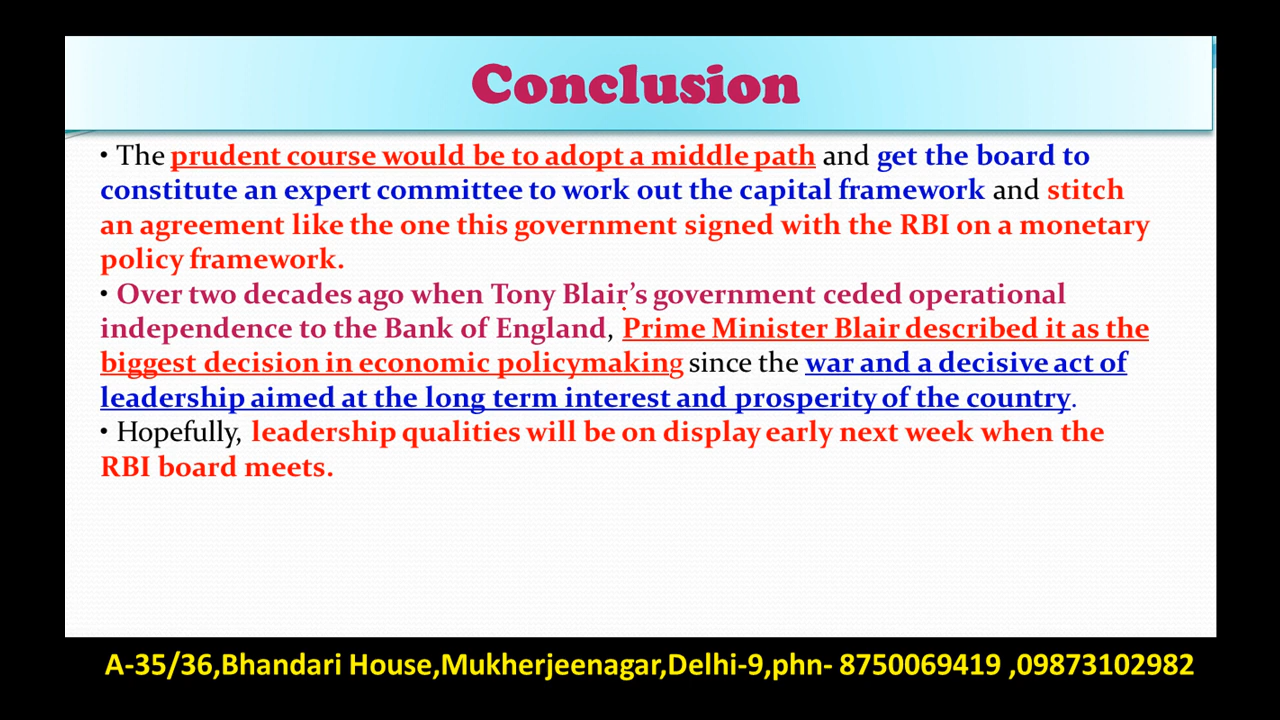 Conclusion
• The prudent course would be to adopt a middle path and get the board to
constitute an expert committee to work out the capital framework and stitch
an agreement like the one this government signed with the RBI on a monetary
policy framework.
• Over two decades ago when Tony Blair’s government ceded operational
independence to the Bank of England, Prime Minister Blair described it as the
biggest decision in economic policymaking since the war and a decisive act of
leadership aimed at the long term interest and prosperity of the country.
• Hopefully, leadership qualities will be on display early next week when the
RBI board meets.
A-35/36,Bhandari House,Mukherjeenagar,Delhi-9,phn- 8750069419 ,09873102982